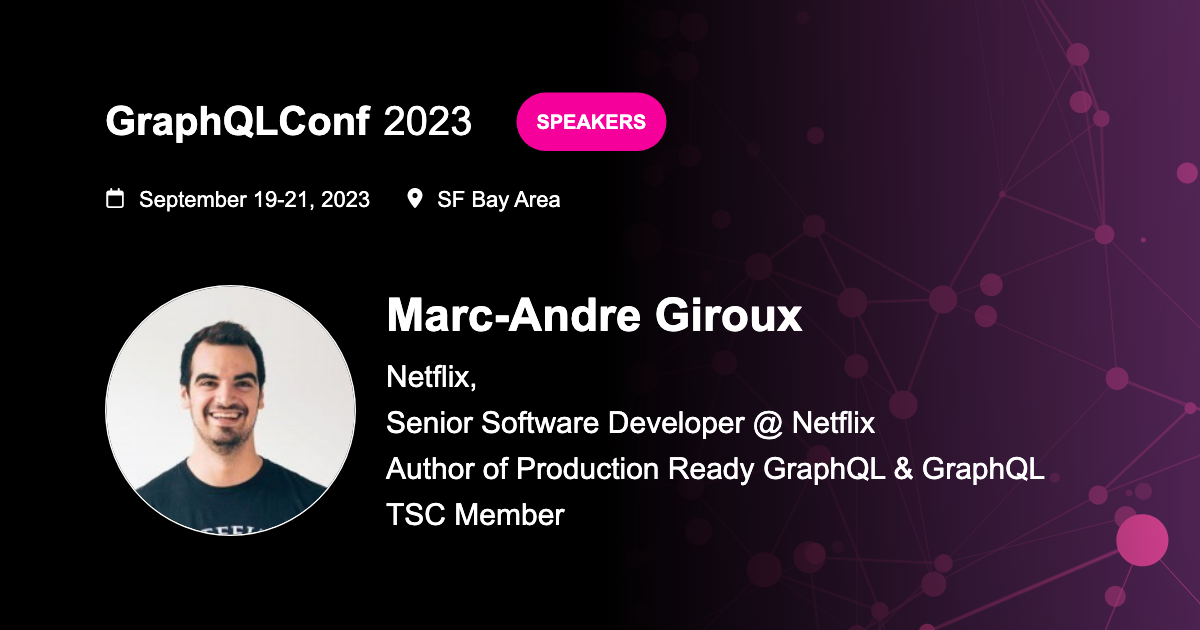 GraphQLConf 2023 SPEAKERS
September 19-21, 2023 SF Bay Area
Marc-Andre Giroux
Netflix,
Senior Software Developer @ Netflix
Author of Production Ready GraphQL & GraphQL
TSC Member